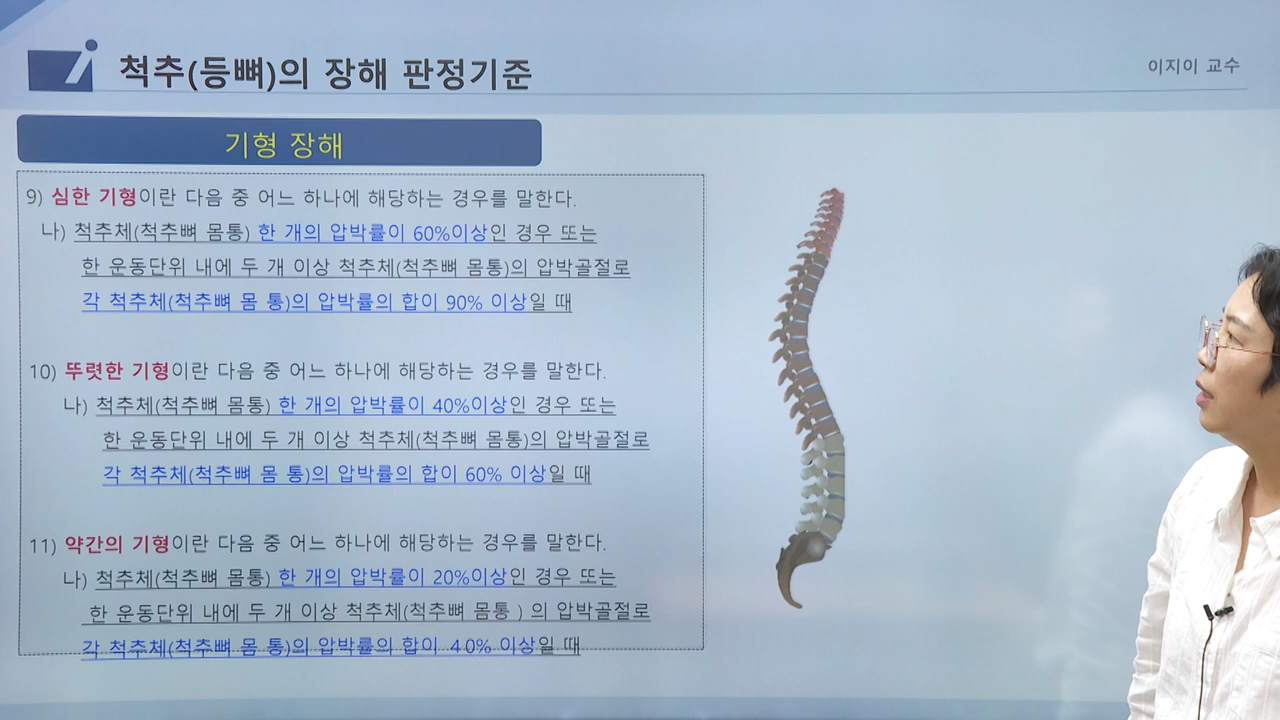 척추(등뼈)의 장해 판정기준
이지이 교수
기형 장해
9) 심한 기형이란 다음 중 어느 하나에 해당하는 경우를 말한다.
나) 척추체(척추뼈 몸통) 한 개의 압박률이 60%이상인 경우 또는
한 운동단위 내에 두 개 이상 척추체(척추뼈 몸통)의 압박골절로
각 척추체(척추뼈 몸 통)의 압박률의 합이 90% 이상일 때
10) 뚜렷한 기형이란 다음 중 어느 하나에 해당하는 경우를 말한다.
나) 척추체(척추뼈 몸통) 한 개의 압박률이 40%이상인 경우 또는
한 운동단위 내에 두 개 이상 척추체(척추뼈 몸통)의 압박골절로
각 척추체(척추뼈 몸 통)의 압박률의 합이 60% 이상일 때
11) 약간의 기형이란 다음 중 어느 하나에 해당하는 경우를 말한다.
나) 척추체(척추뼈 몸통) 한 개의 압박률이 20%이상인 경우 또는
한 운동단위 내에 두 개 이상 척추체(척추뼈 몸통 ) 의 압박골절로
각 척추체(척추뼈 몸 통)의 압박률의 합이 40% 이상일 때